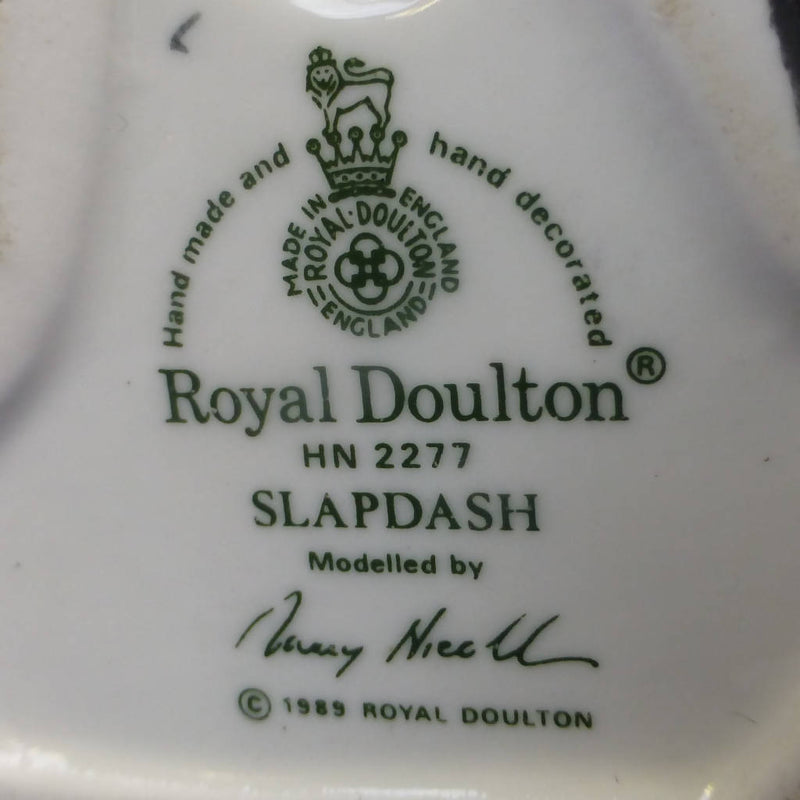 Hand made and hand decorated
MADE IN ENGLAND
ROYAL·DOULTON
ENGLAND
Royal Doulton®
HN 2277
SLAPDASH
Modelled by
© 1989 ROYAL DOULTON